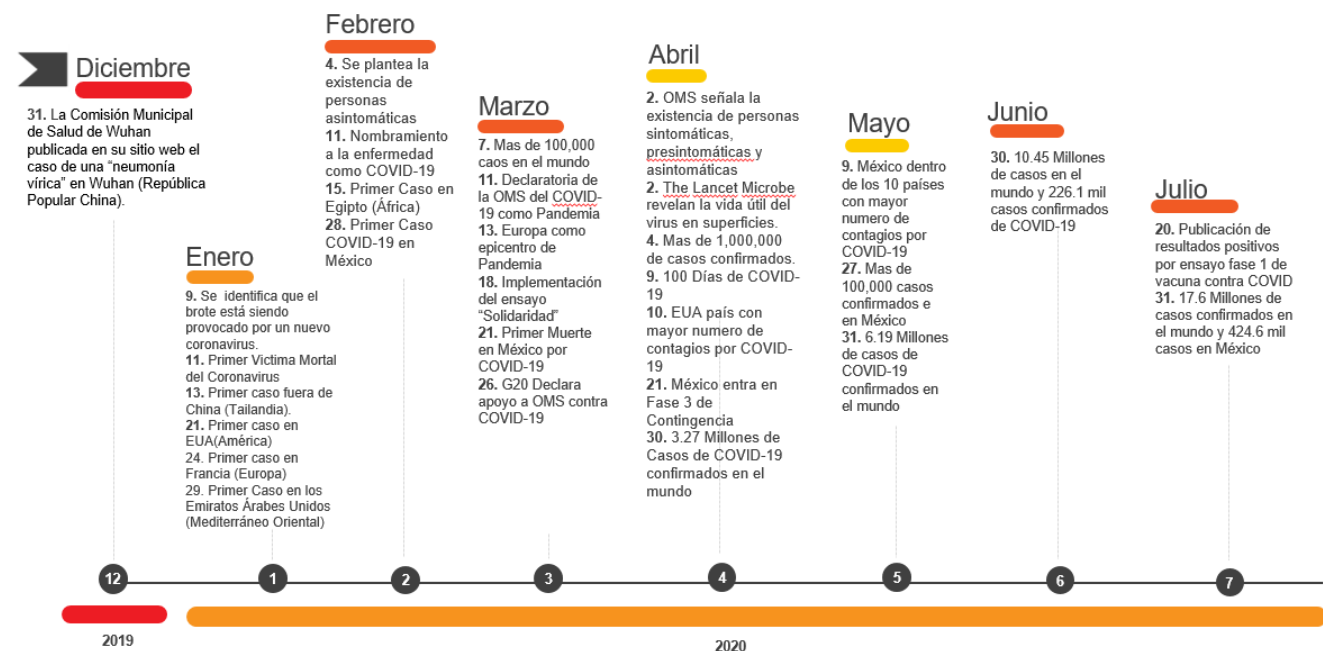 Diciembre
31. La Comisión Municipal
de Salud de Wuhan
publicada en su sitio web el
caso de una “neumonía
vírica” en Wuhan (República
Popular China).
Enero
9. Se identifica que el
brote está siendo
provocado por un nuevo
coronavirus.
11. Primer Victima Mortal
del Coronavirus
13. Primer caso fuera de
China (Tailandia).
21. Primer caso en
EUA(América)
24. Primer caso en
Francia (Europa)
29. Primer Caso en los
Emiratos Árabes Unidos
(Mediterráneo Oriental)
Febrero
4. Se plantea la
existencia de
personas
asintomáticas
11. Nombramiento
a la enfermedad
como COVID-19
15. Primer Caso en
Egipto (África)
28. Primer Caso
COVID-19 en
México
Marzo
7. Mas de 100,000
caos en el mundo
11. Declaratoria de
la OMS del COVID-
19 como Pandemia
13. Europa como
epicentro de
Pandemia
18. Implementación
del ensayo
“Solidaridad”
21. Primer Muerte
en México por
COVID-19
26. G20 Declara
apoyo a OMS contra
COVID-19
Abril
2. OMS señala la
existencia de personas
sintomáticas,
presintomáticas y
asintomáticas
2. The Lancet Microbe
revelan la vida útil del
virus en superficies.
4. Mas de 1,000,000
de casos confirmados.
9. 100 Días de COVID-
19
10. EUA país con
mayor numero de
contagios por COVID-
19
21. México entra en
Fase 3 de
Contingencia
30. 3.27 Millones de
Casos de COVID-19
confirmados en el
mundo
Mayo
9. México dentro
de los 10 países
con mayor
numero de
contagios por
COVID-19
27. Mas de
100,000 casos
confirmados e
en México
31. 6.19 Millones
de casos de
COVID-19
confirmados en
el mundo
Junio
30. 10.45 Millones
de casos en el
mundo y 226.1 mil
casos confirmados
de COVID-19
Julio
20. Publicación de
resultados positivos
por ensayo fase 1 de
vacuna contra COVID
31. 17.6 Millones de
casos confirmados en
el mundo y 424.6 mil
casos en México
12
1
2
3
4
5
6
7
2019
2020